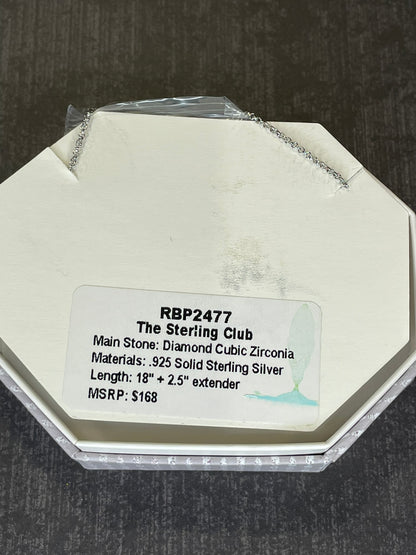 RBP2477
The Sterling Club
Main Stone: Diamond Cubic Zirconia
Materials: .925 Solid Sterling Silver
Length: 18" + 2.5" extender
MSRP: $168